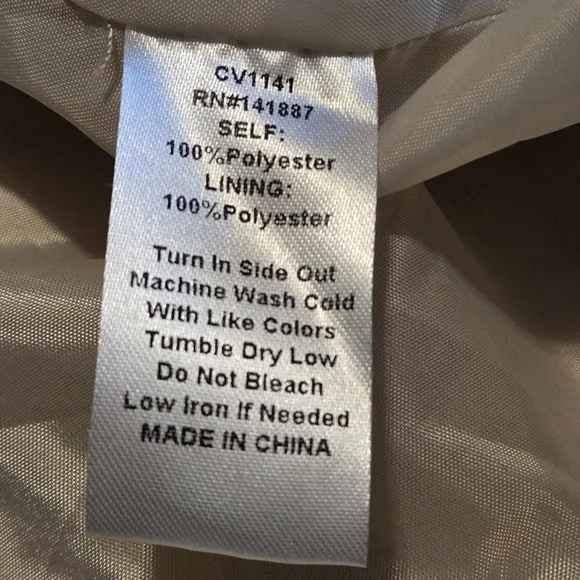 CV1141
RN#141887
SELF:
100%Polyester
LINING:
100%Polyester
Turn In Side Out
Machine Wash Cold
With Like Colors
Tumble Dry Low
Do Not Bleach
Low Iron If Needed
MADE IN CHINA